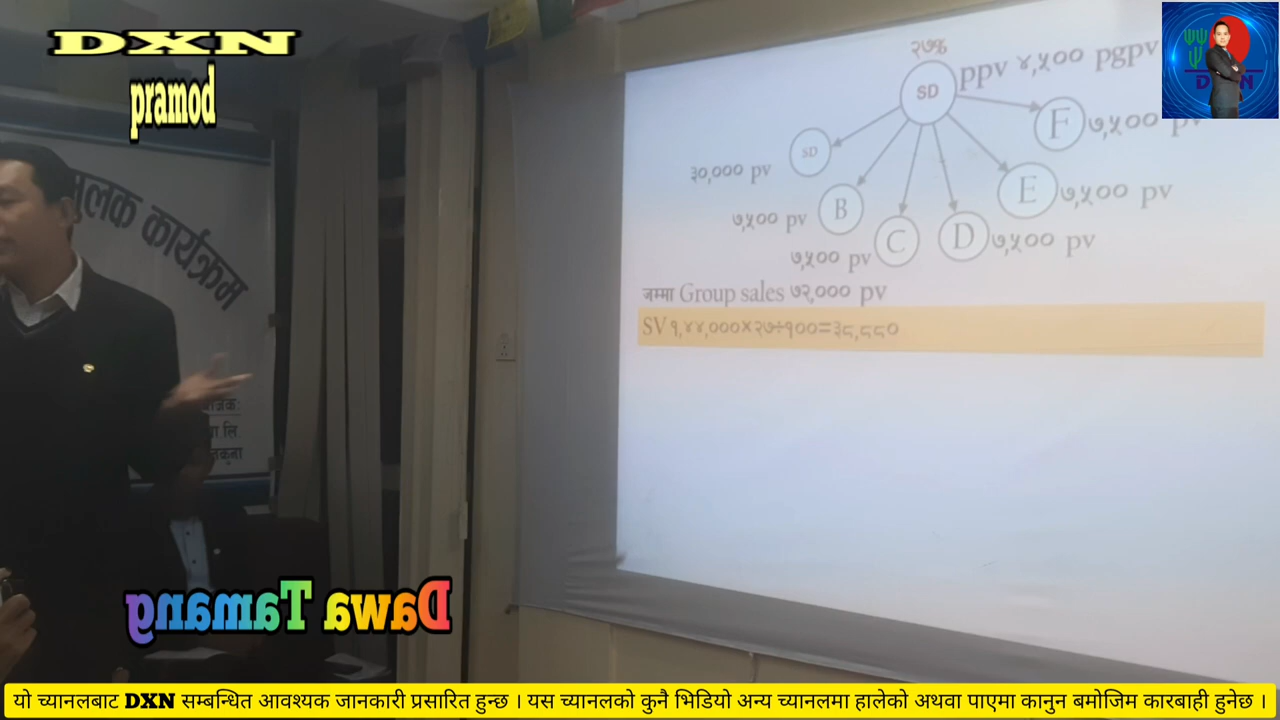 DXN
pramod
मुलक कार्यक्रम
२७%
SD
ppv ४,५०० pgpv
SD
३०,००० pv
F
७,५०० pv
B
७,५०० pv
E
७,५०० pv
C
७,५०० pv
D
७,५०० pv
जम्मा Group sales ७२,००० pv
SV १,४४,०००×२७÷१००=३८,८८०
Dawa Tamang
यो च्यानलबाट DXN सम्बन्धित आवश्यक जानकारी प्रसारित हुन्छ । यस च्यानलको कुनै भिडियो अन्य च्यानलमा हालेको अथवा पाएमा कानुन बमोजिम कारबाही हुनेछ ।